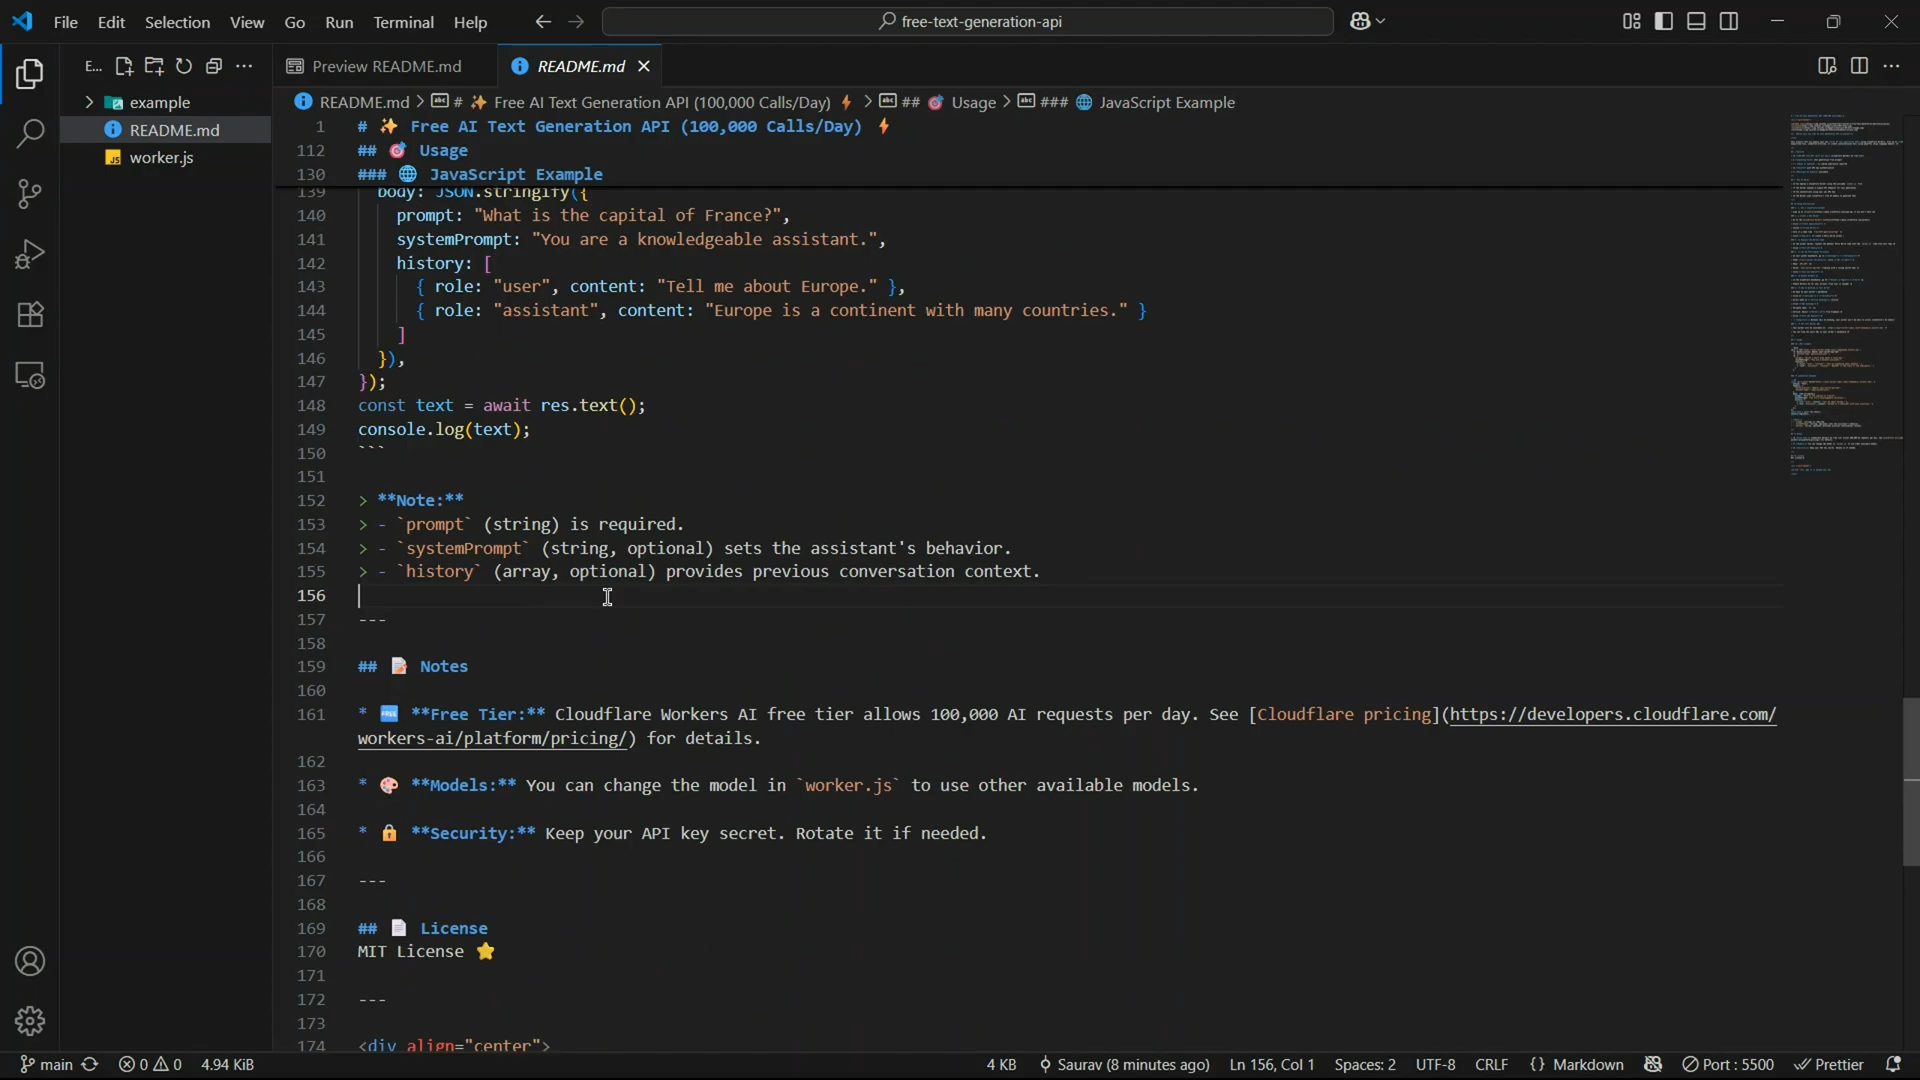 File Edit Selection View Go Run Terminal Help
free-text-generation-api
E...
Preview README.md
README.md
example
README.md
worker.js
README.md > # ✨ Free AI Text Generation API (100,000 Calls/Day) ⚡ > ## 🎯 Usage > ### 🌐 JavaScript Example
1 # ✨ Free AI Text Generation API (100,000 Calls/Day) ⚡
112 ## 🎯 Usage
130 ### 🌐 JavaScript Example
139 body: JSON.stringify({
140 prompt: "What is the capital of France?",
141 systemPrompt: "You are a knowledgeable assistant.",
142 history: [
143 { role: "user", content: "Tell me about Europe." },
144 { role: "assistant", content: "Europe is a continent with many countries." }
145 ]
146 }),
147 });
148 const text = await res.text();
149 console.log(text);
150 ```
151
152 > **Note:**
153 > - `prompt` (string) is required.
154 > - `systemPrompt` (string, optional) sets the assistant's behavior.
155 > - `history` (array, optional) provides previous conversation context.
156
157 ---
158
159 ## 📝 Notes
160
161 * 🆓 **Free Tier:** Cloudflare Workers AI free tier allows 100,000 AI requests per day. See [Cloudflare pricing](https://developers.cloudflare.com/
workers-ai/platform/pricing/) for details.
162
163 * 🎨 **Models:** You can change the model in `worker.js` to use other available models.
164
165 * 🔒 **Security:** Keep your API key secret. Rotate it if needed.
166
167 ---
168
169 ## 📄 License
170 MIT License ⭐
171
172 ---
173
174 <div align="center">
main 0 0 4.94 KiB 4 KB Saurav (8 minutes ago) Ln 156, Col 1 Spaces: 2 UTF-8 CRLF {} Markdown Port : 5500 Prettier